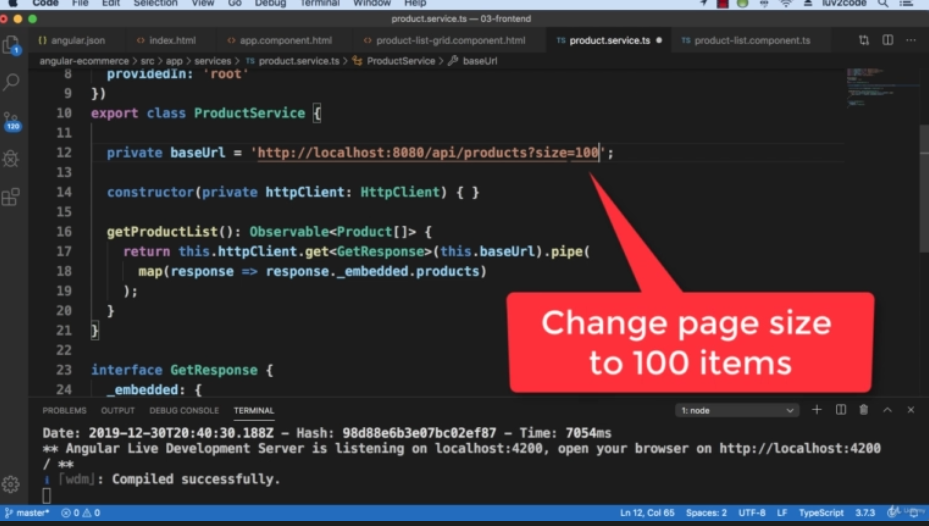 Code File Edit Selection View Go Debug Terminal Window Help luv2code
product.service.ts — 03-frontend
{} angular.json <> index.html <> app.component.html <> product-list-grid.component.html TS product.service.ts ● TS product-list.component.ts
angular-ecommerce > src > app > services > TS product.service.ts > ProductService > baseUrl
8 providedIn: 'root'
9 })
10 export class ProductService {
11
12 private baseUrl = 'http://localhost:8080/api/products?size=100';
13
14 constructor(private httpClient: HttpClient) { }
15
16 getProductList(): Observable<Product[]> {
17 return this.httpClient.get<GetResponse>(this.baseUrl).pipe(
18 map(response => response._embedded.products)
19 );
20 }
21 }
22
23 interface GetResponse {
24 _embedded: {
1
120
Change page size
to 100 items
PROBLEMS OUTPUT DEBUG CONSOLE TERMINAL 1: node
Date: 2019-12-30T20:40:30.188Z - Hash: 98d88e6b3e07bc02ef87 - Time: 7054ms
** Angular Live Development Server is listening on localhost:4200, open your browser on http://localhost:4200
/ **
i 「wdm」: Compiled successfully.
master* 0 0 Ln 12, Col 65 Spaces: 2 UTF-8 LF TypeScript 3.7.3
Udemy